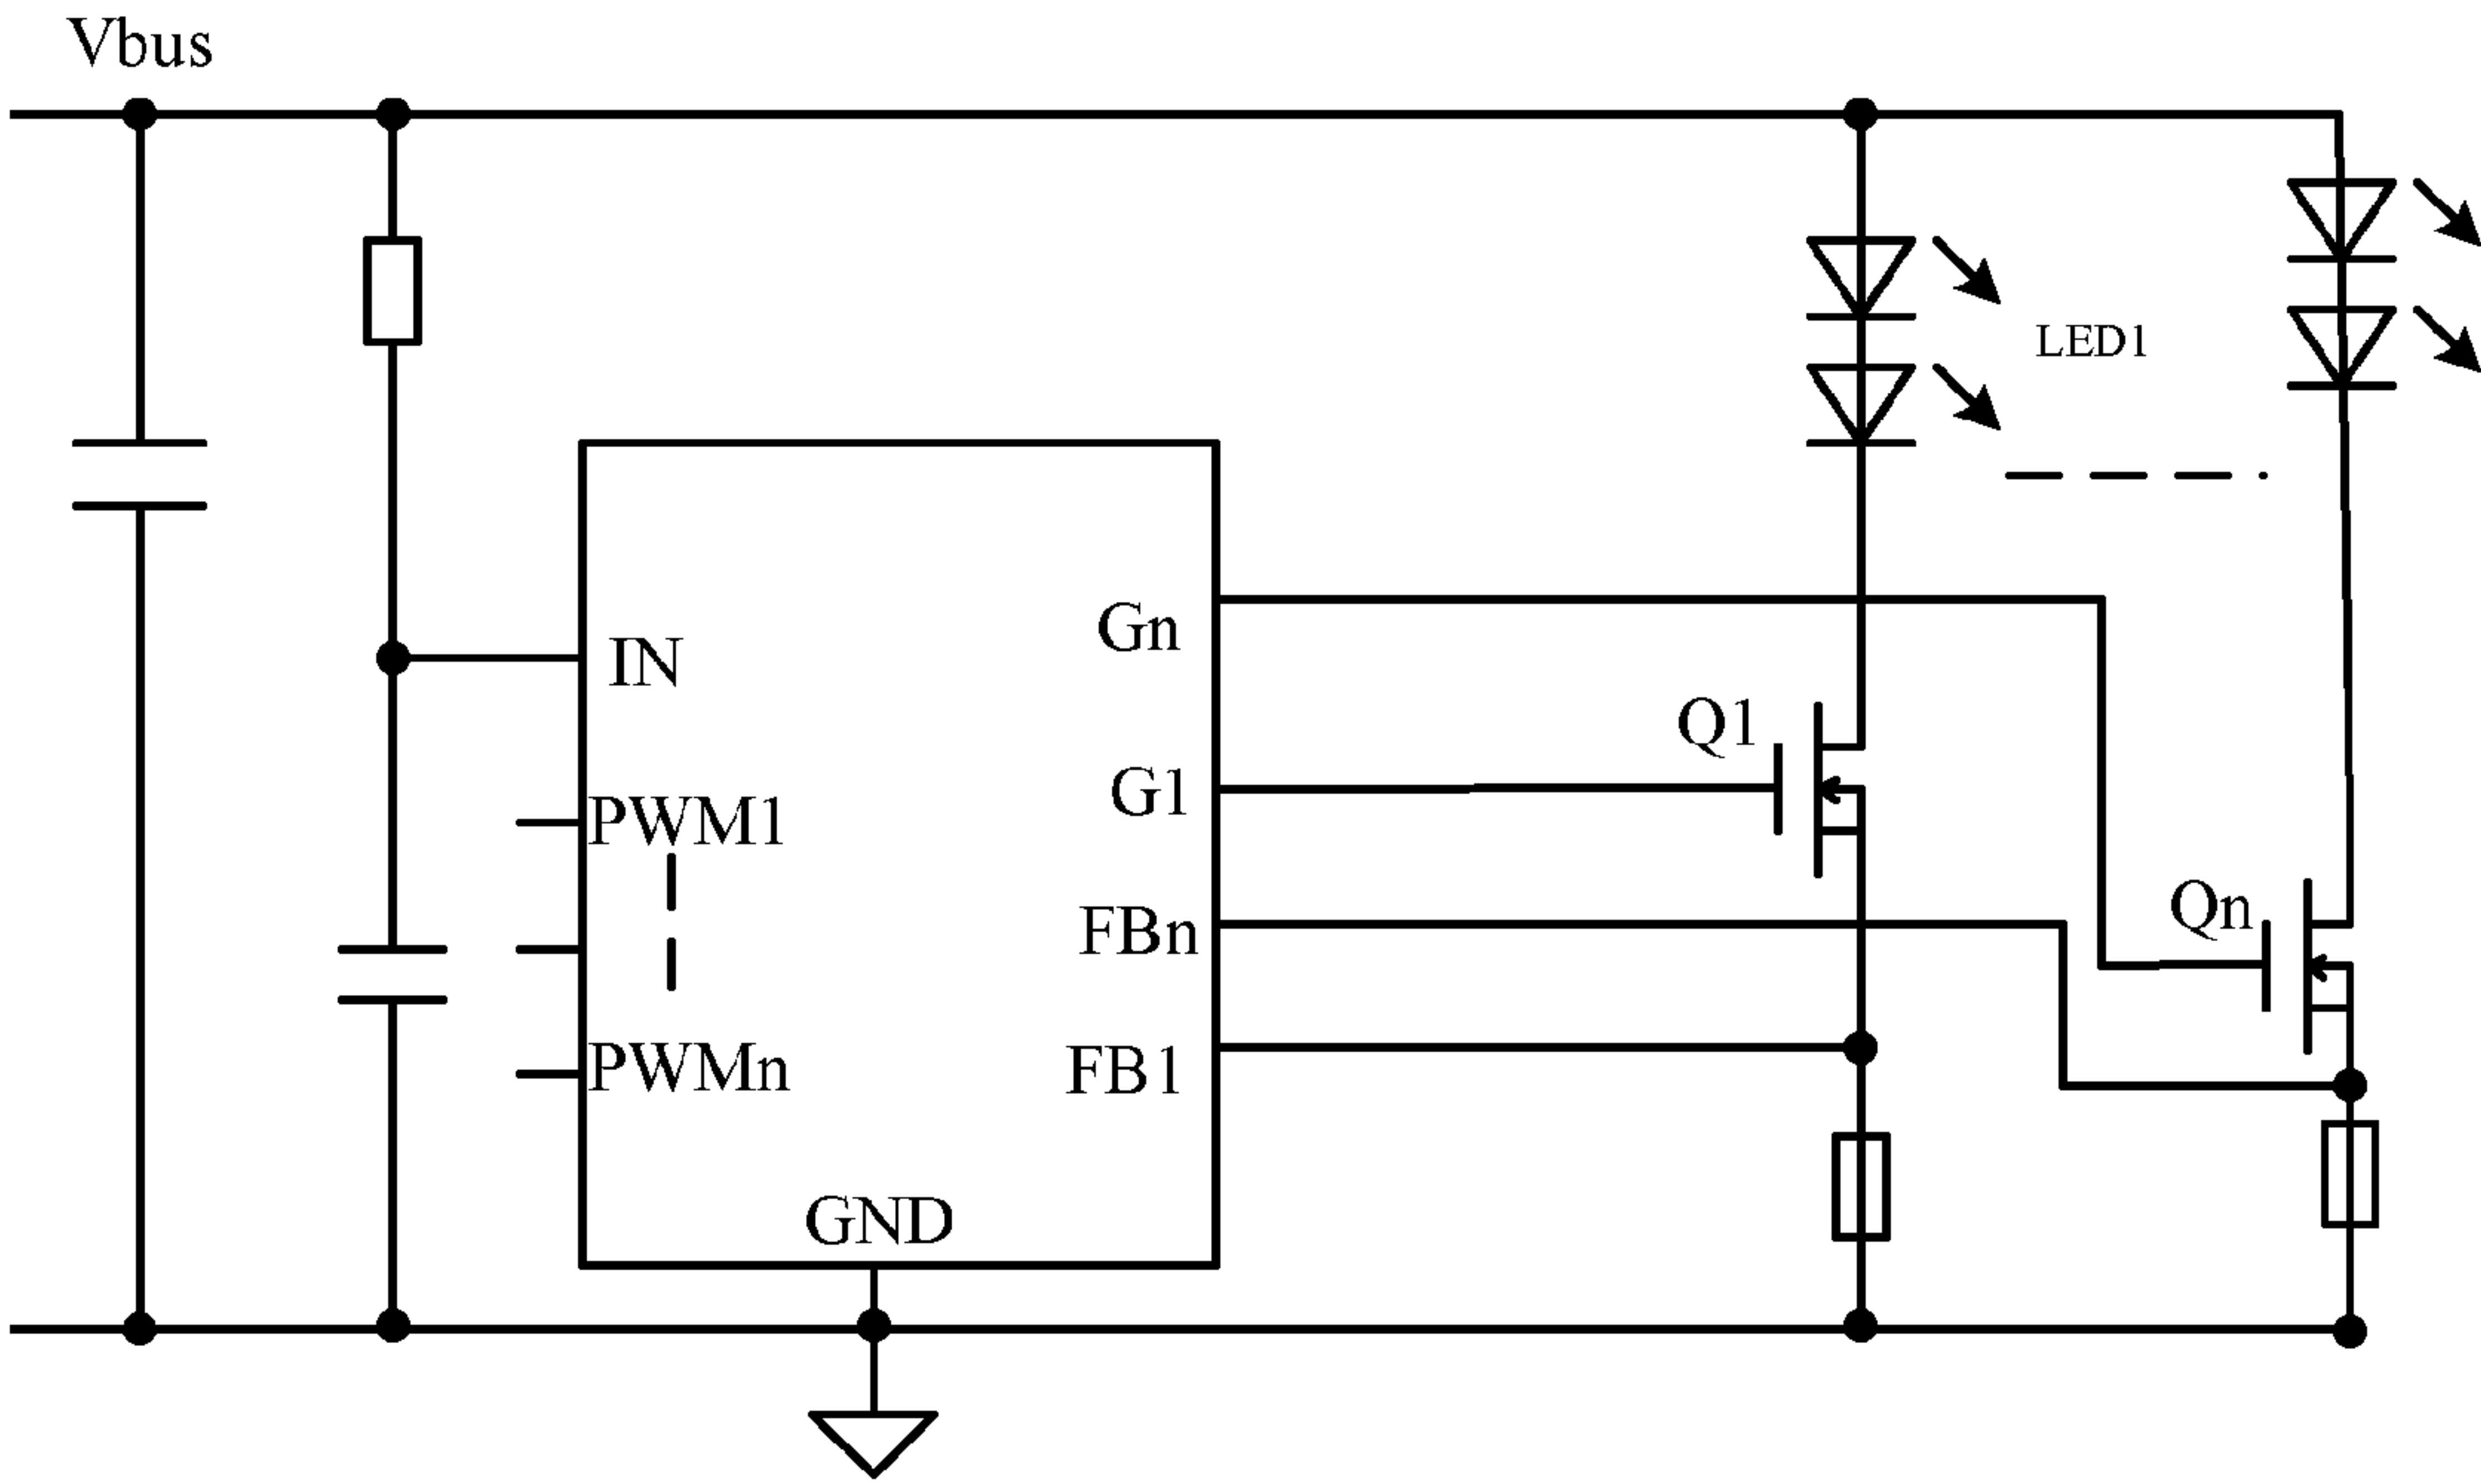 Vbus
LED1
Gn
IN
Q1
G1
PWM1
Qn
FBn
PWMn
FB1
GND